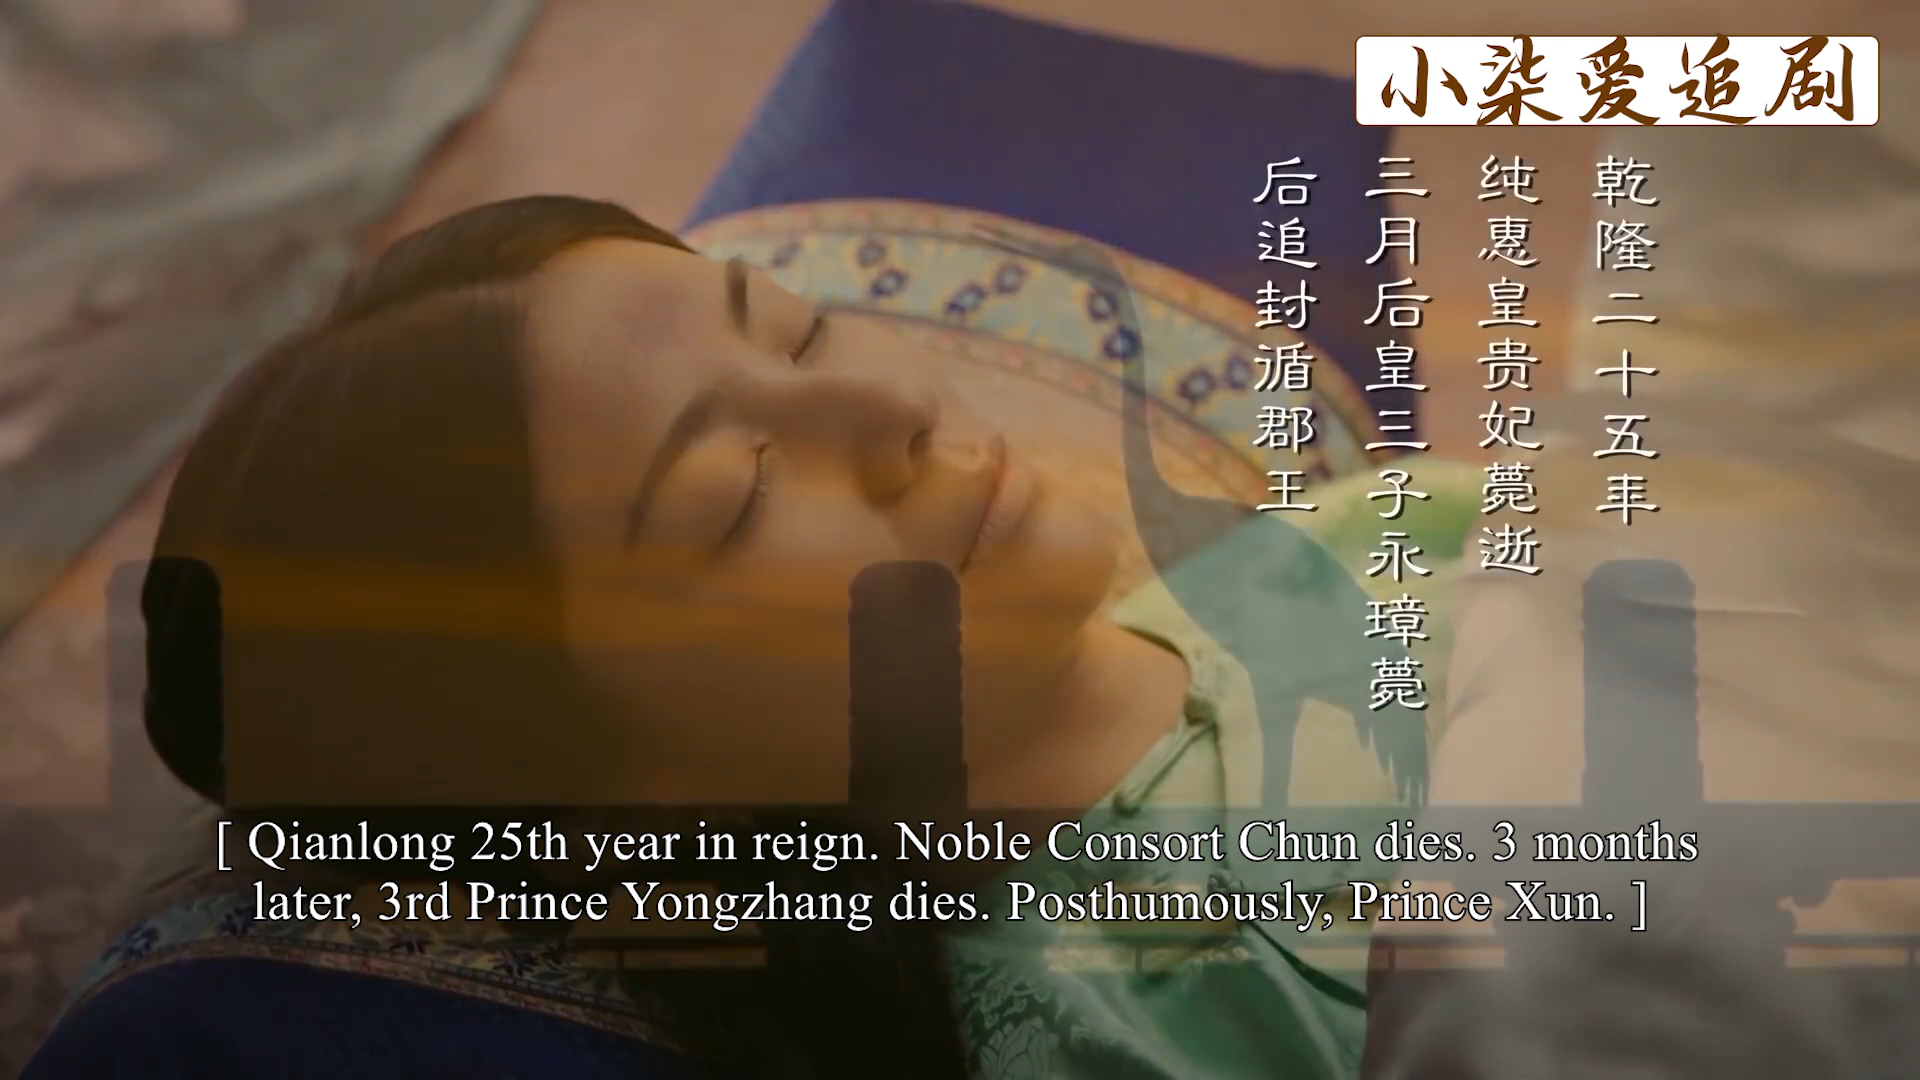 小柒爱追剧
乾隆二十五年
纯惠皇贵妃薨逝
三月后皇三子永璋薨
后追封循郡王
[ Qianlong 25th year in reign. Noble Consort Chun dies. 3 months
later, 3rd Prince Yongzhang dies. Posthumously, Prince Xun. ]